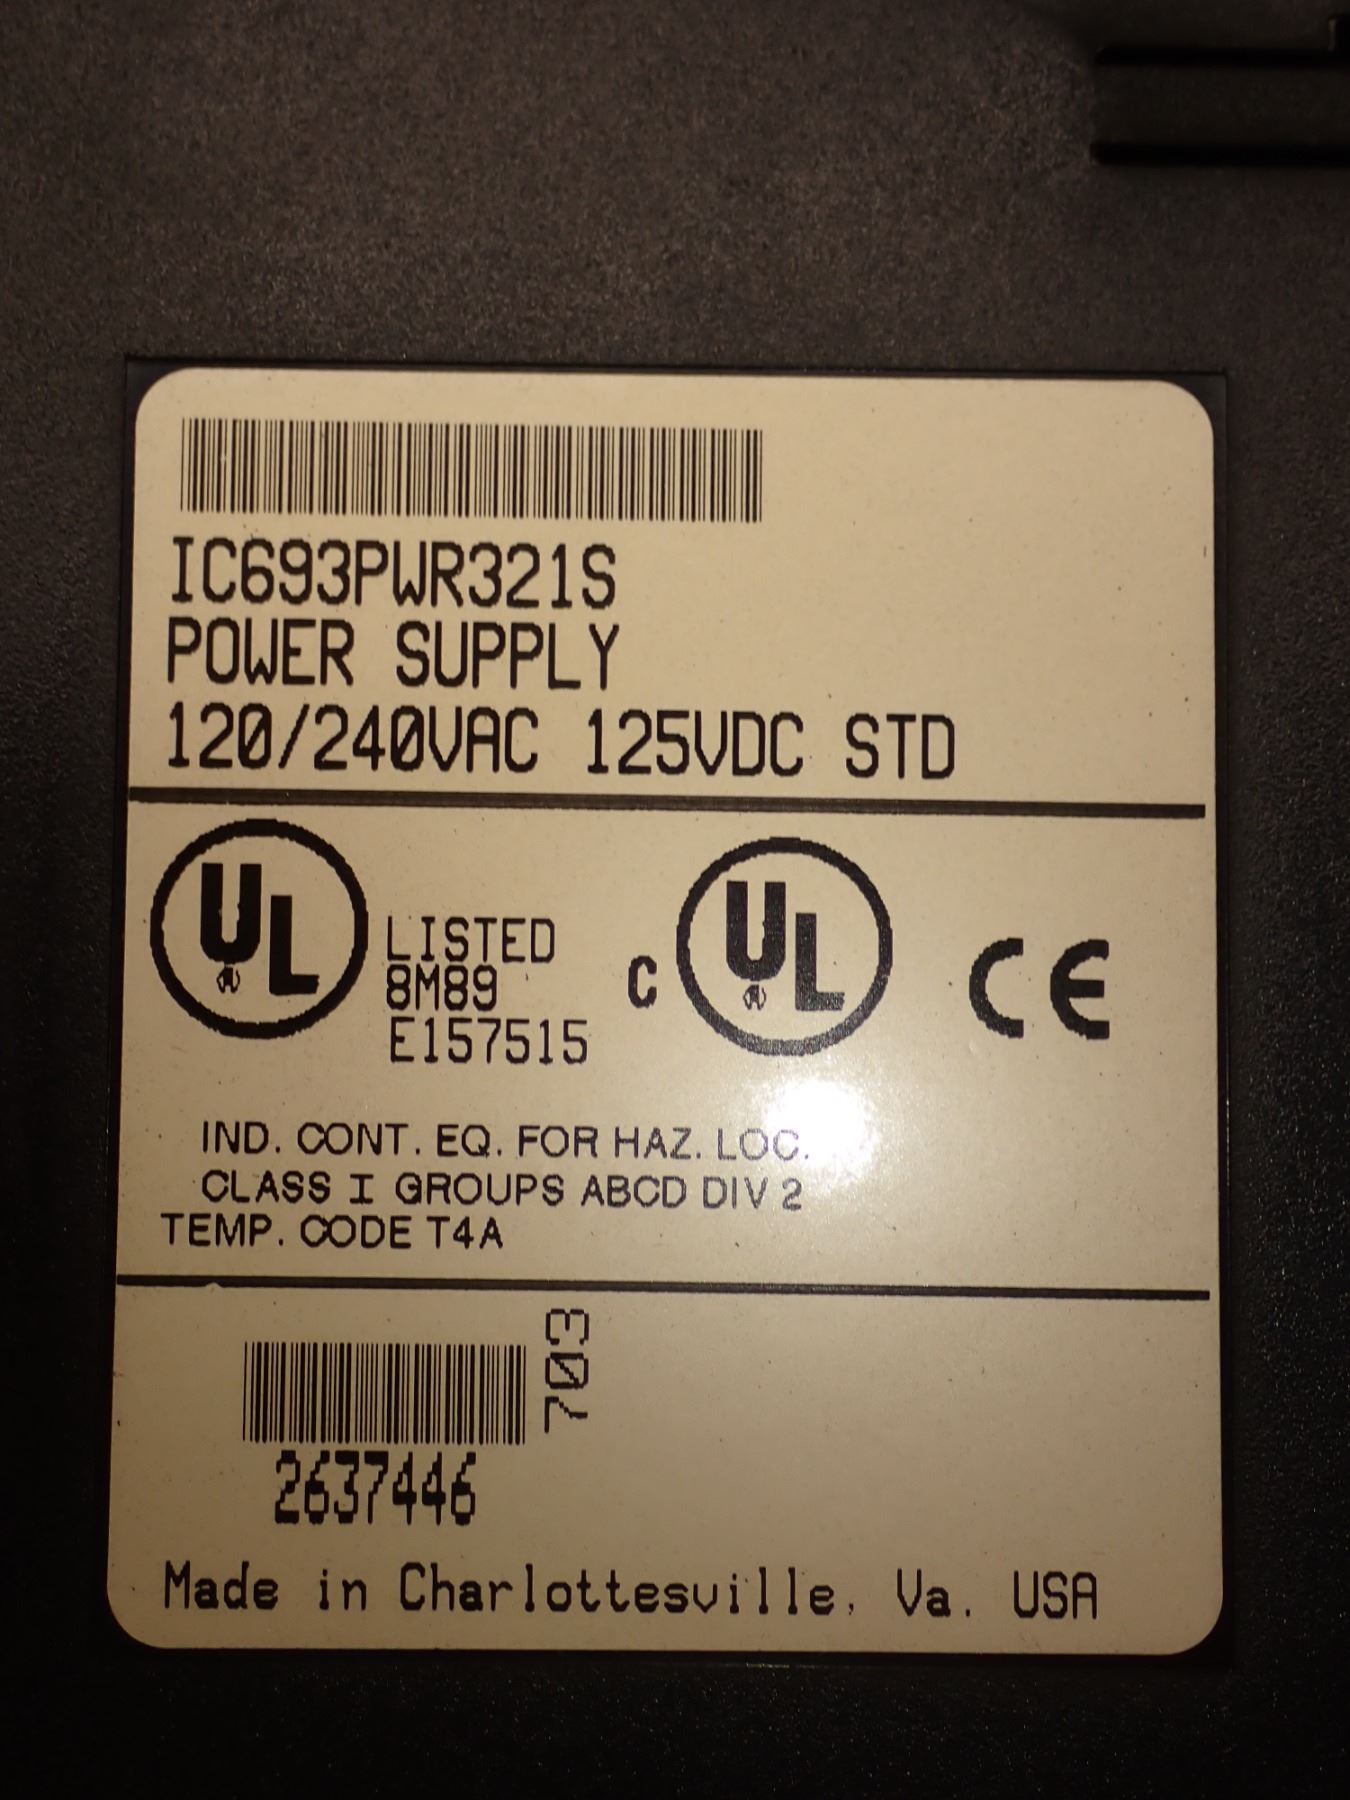 IC693PWR321S
POWER SUPPLY
120/240VAC 125VDC STD
UL
LISTED
8M89
E157515
C UL
CE
IND. CONT. EQ. FOR HAZ. LOC.
CLASS I GROUPS ABCD DIV 2
TEMP. CODE T4A
703
2637446
Made in Charlottesville, Va. USA